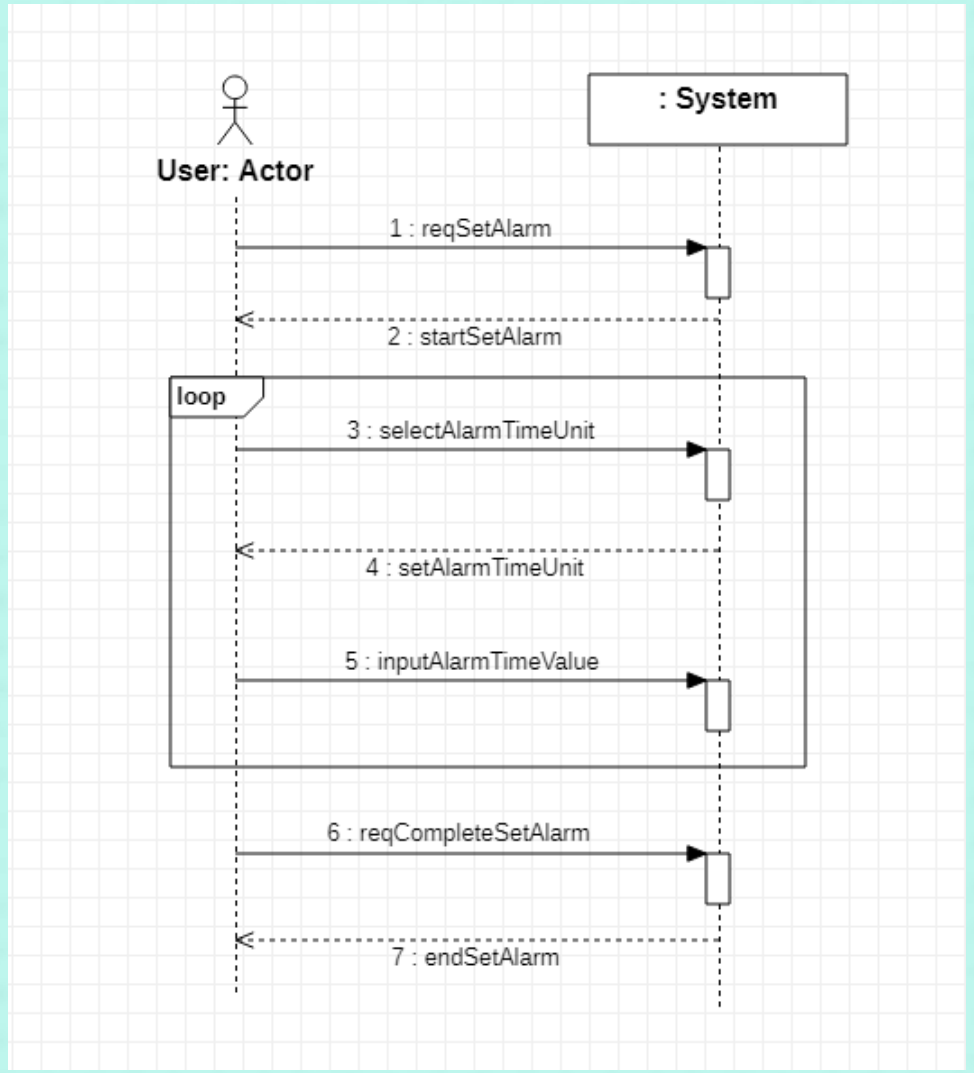 : System
User: Actor
1 : reqSetAlarm
2 : startSetAlarm
loop
3 : selectAlarmTimeUnit
4 : setAlarmTimeUnit
5 : inputAlarmTimeValue
6 : reqCompleteSetAlarm
7 : endSetAlarm